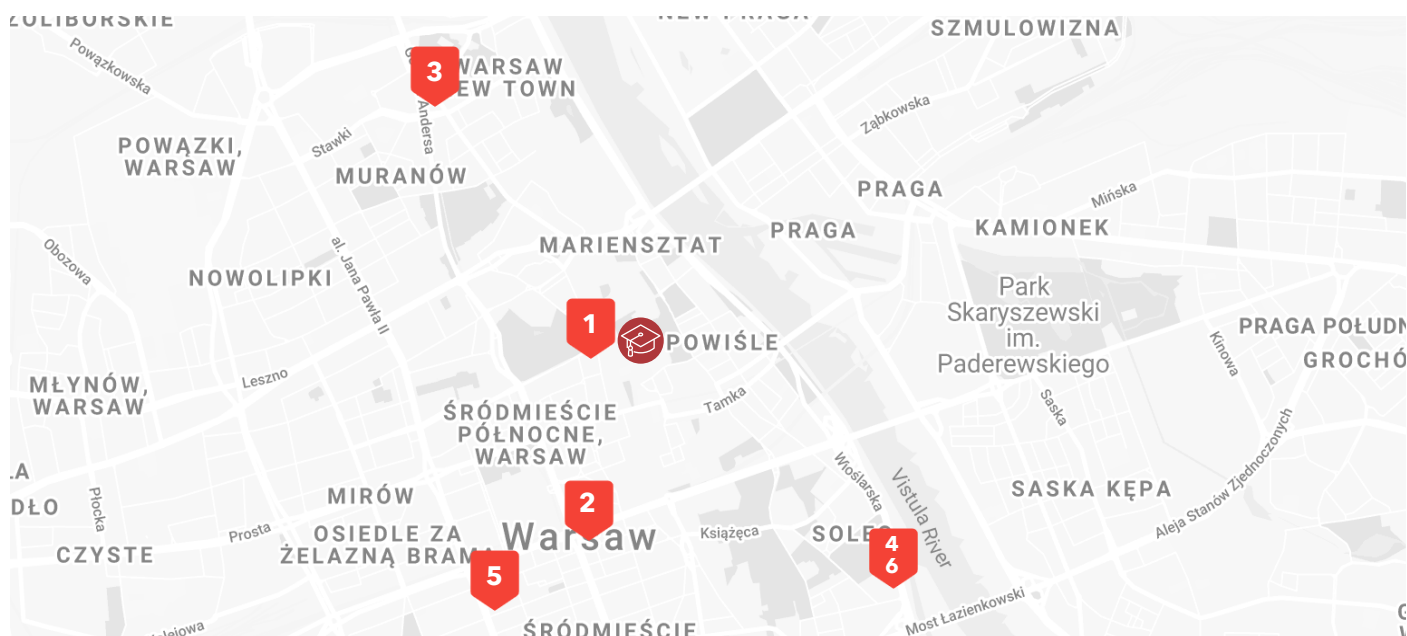 ŻOLIBORSKIE
NEW PRAGA
SZMULOWIZNA
Powązkowska
3
WARSAW
EW TOWN
Andersa
Ząbkowska
Stawki
POWĄZKI,
WARSAW
MURANÓW
PRAGA
Mińska
KAMIONEK
PRAGA
MARIENSZTAT
Obozowa
al. Jana Pawła II
NOWOLIPKI
Park
Skaryszewski
im.
Paderewskiego
1
POWIŚLE
PRAGA POŁUDN
GROCHÓ
Kinowa
Leszno
MŁYNÓW,
WARSAW
Tamka
Saska
ŚRÓDMIEŚCIE
PÓŁNOCNE,
WARSAW
Wioślarska
Vistula River
Aleja Stanów Zjednoczonych
SASKA KĘPA
ŁA
DŁO
Płocka
MIRÓW
2
Warsaw
Prosta
OSIEDLE ZA
ŻELAZNĄ BRAMĄ
Książęca
SOLEC
4
6
CZYSTE
5
Most Łazienkowski
ŚRÓDMIEŚCIE